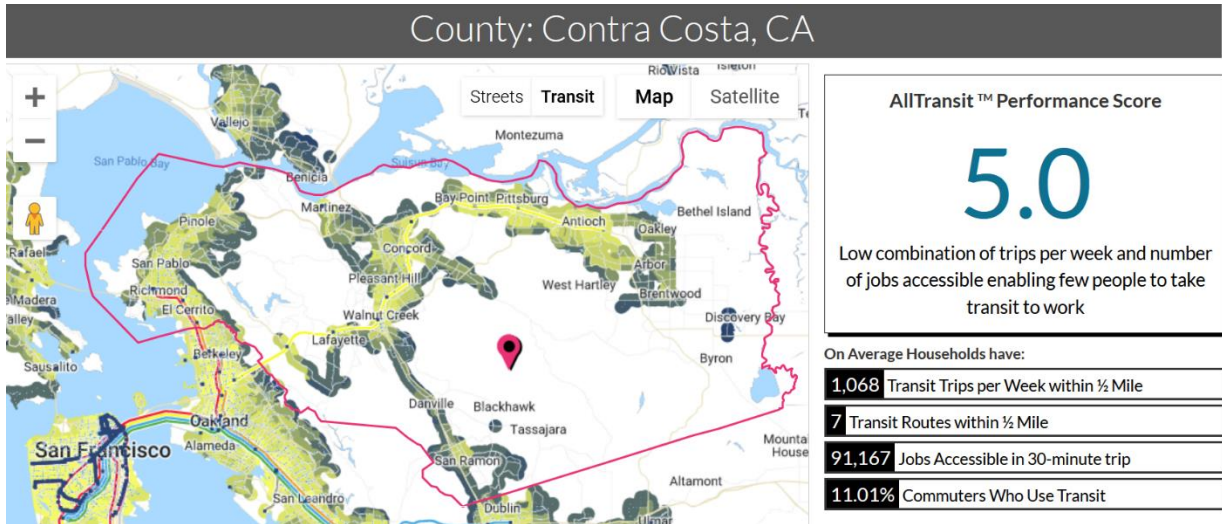 County: Contra Costa, CA
+
−
Streets
Transit
Map
Satellite
Rio Vista
Isleton
Vallejo
Montezuma
San Pablo Bay
Suisun Bay
Benicia
Martinez
Bay Point
Pittsburg
Antioch
Bethel Island
Oakley
Pinole
Concord
Rafael
San Pablo
Pleasant Hill
West Hartley
Arbor
Brentwood
Richmond
El Cerrito
Walnut Creek
Discovery Bay
Madera
Lafayette
Byron
Berkeley
Sausalito
Danville
Blackhawk
Tassajara
Oakland
San Francisco
Alameda
San Ramon
Mounta
House
Altamont
San Leandro
Dublin
AllTransit ™ Performance Score
5.0
Low combination of trips per week and number
of jobs accessible enabling few people to take
transit to work
On Average Households have:
1,068 Transit Trips per Week within ½ Mile
7 Transit Routes within ½ Mile
91,167 Jobs Accessible in 30-minute trip
11.01% Commuters Who Use Transit